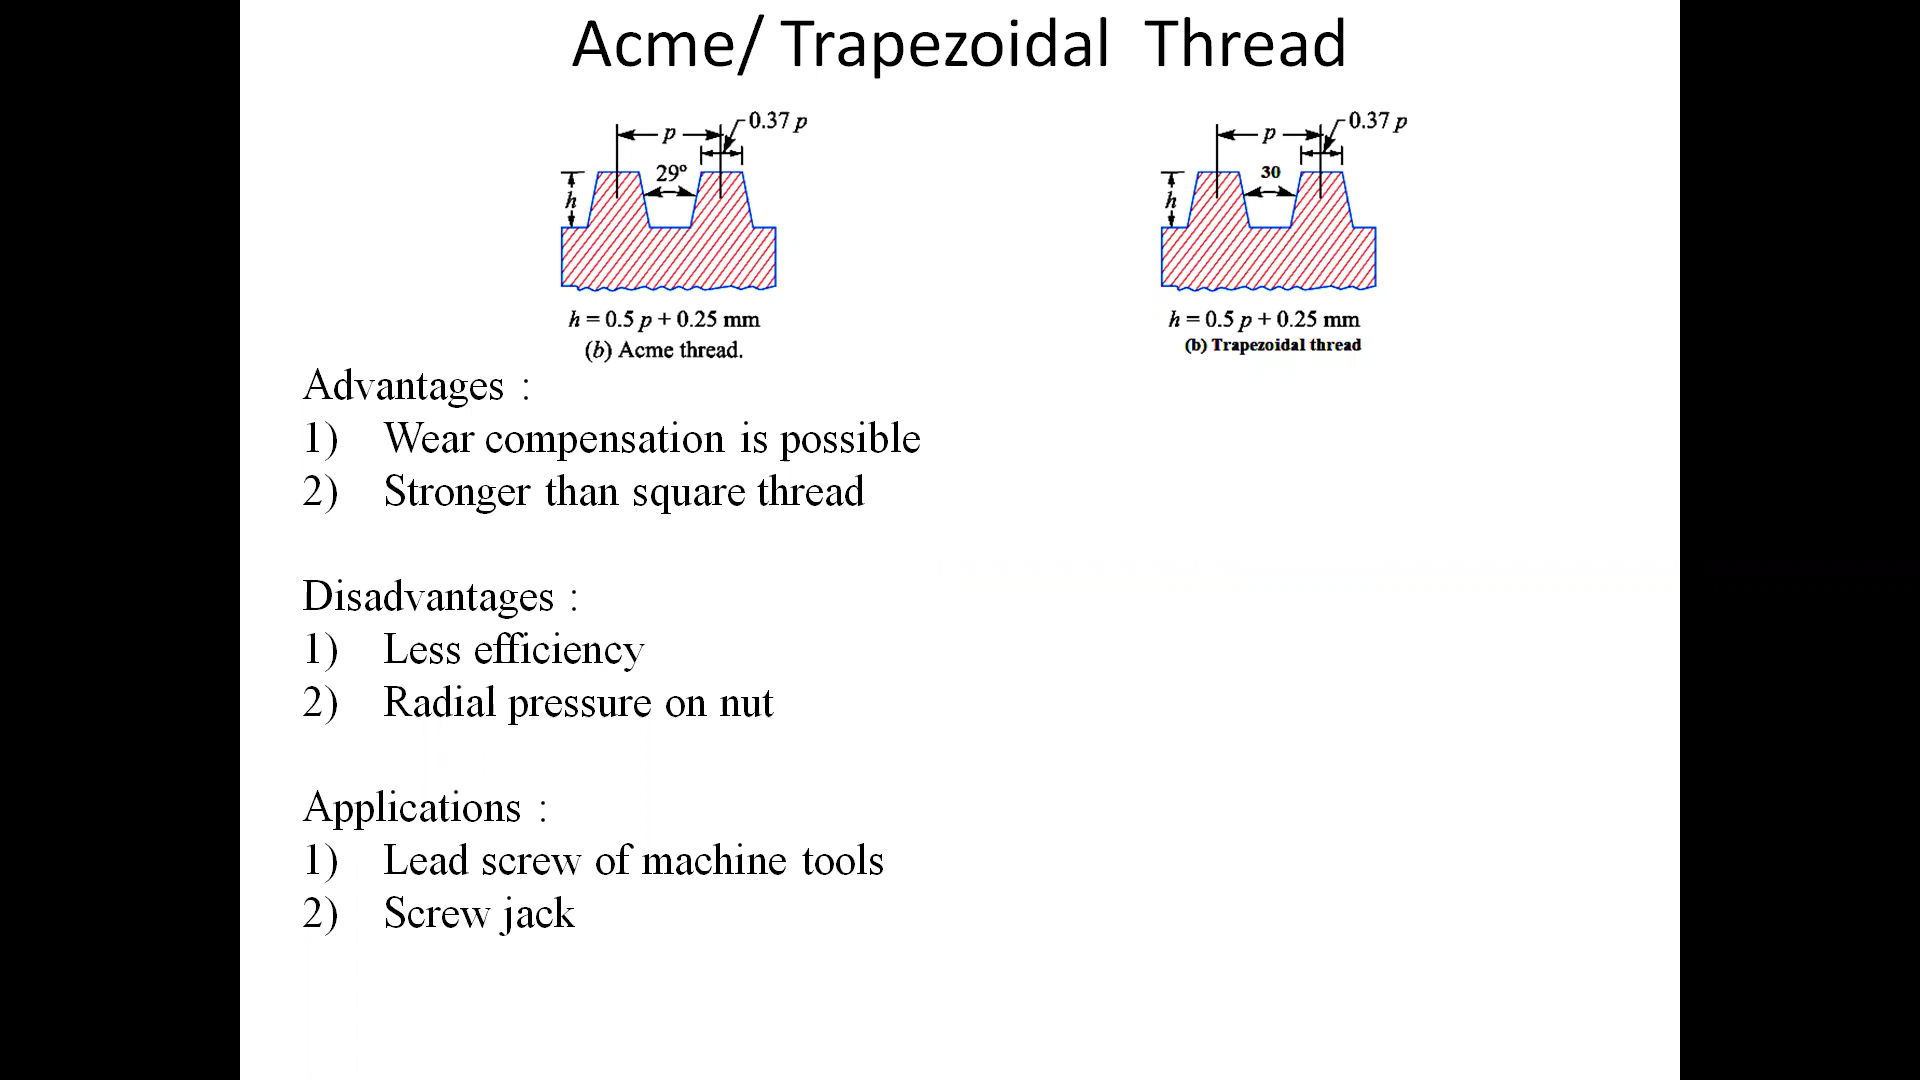 Acme/ Trapezoidal Thread
p
0.37 p
29°
h
h = 0.5 p + 0.25 mm
(b) Acme thread.
p
0.37 p
30
h
h = 0.5 p + 0.25 mm
(b) Trapezoidal thread
Advantages :
1) Wear compensation is possible
2) Stronger than square thread
Disadvantages :
1) Less efficiency
2) Radial pressure on nut
Applications :
1) Lead screw of machine tools
2) Screw jack